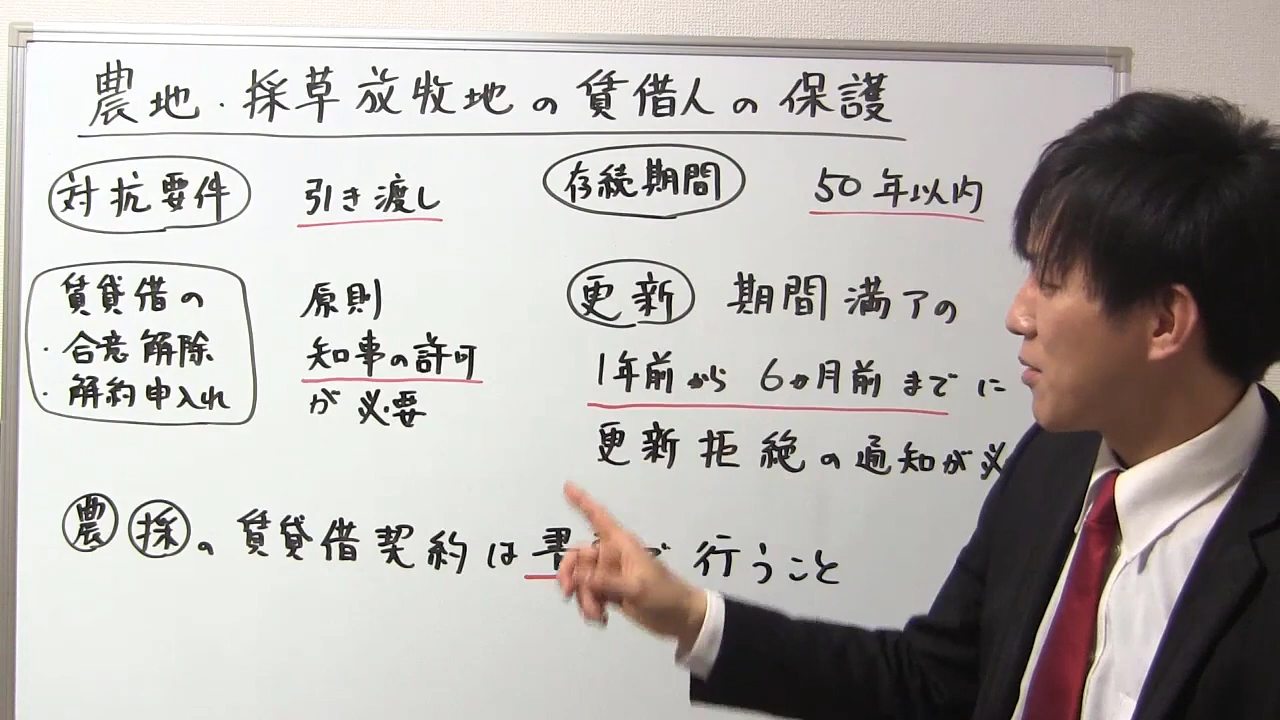 農地・採草放牧地の賃借人の保護
対抗要件 引き渡し
賃貸借の
・合意解除
・解約申入れ
原則
知事の許可
が必要
存続期間 50年以内
更新 期間満了の
1年前から6ヵ月前までに
更新拒絶の通知が必
農 採の賃貸借契約は書 行うこと